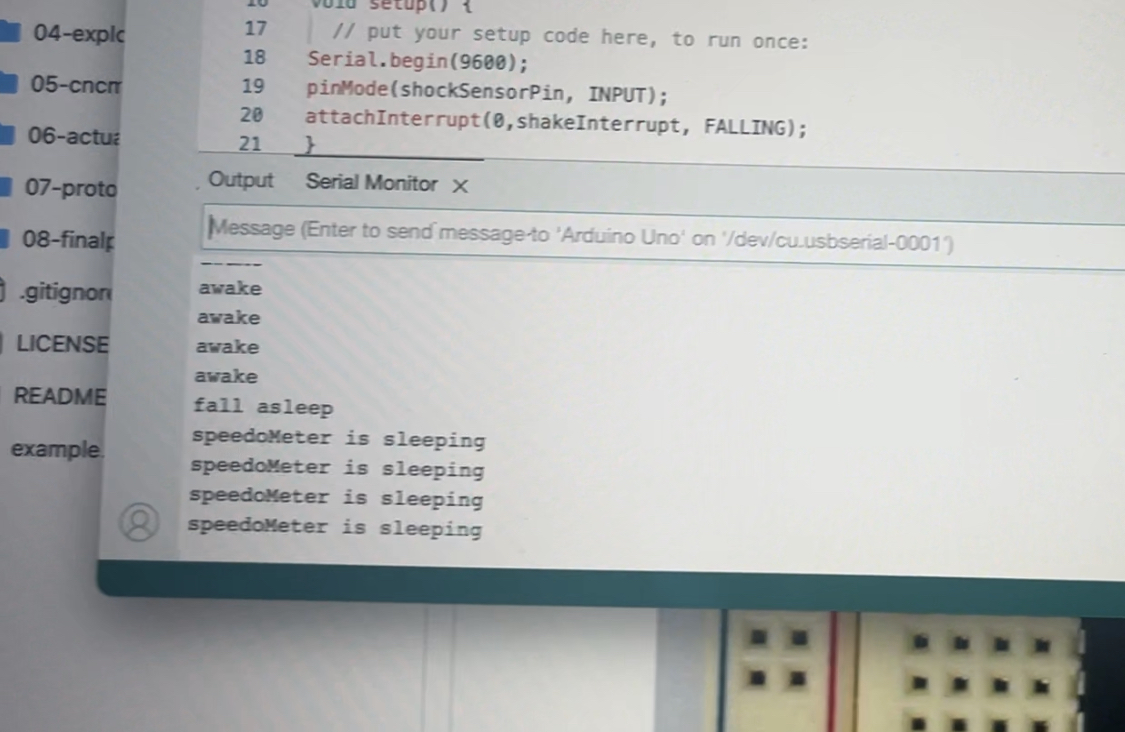 04-explo
05-cncm
06-actua
07-proto
08-finalp
.gitignore
LICENSE
README
example.
16 void setup() {
17 // put your setup code here, to run once:
18 Serial.begin(9600);
19 pinMode(shockSensorPin, INPUT);
20 attachInterrupt(0,shakeInterrupt, FALLING);
21 }
Output Serial Monitor ×
Message (Enter to send message to 'Arduino Uno' on '/dev/cu.usbserial-0001')
awake
awake
awake
awake
fall asleep
speedoMeter is sleeping
speedoMeter is sleeping
speedoMeter is sleeping
speedoMeter is sleeping